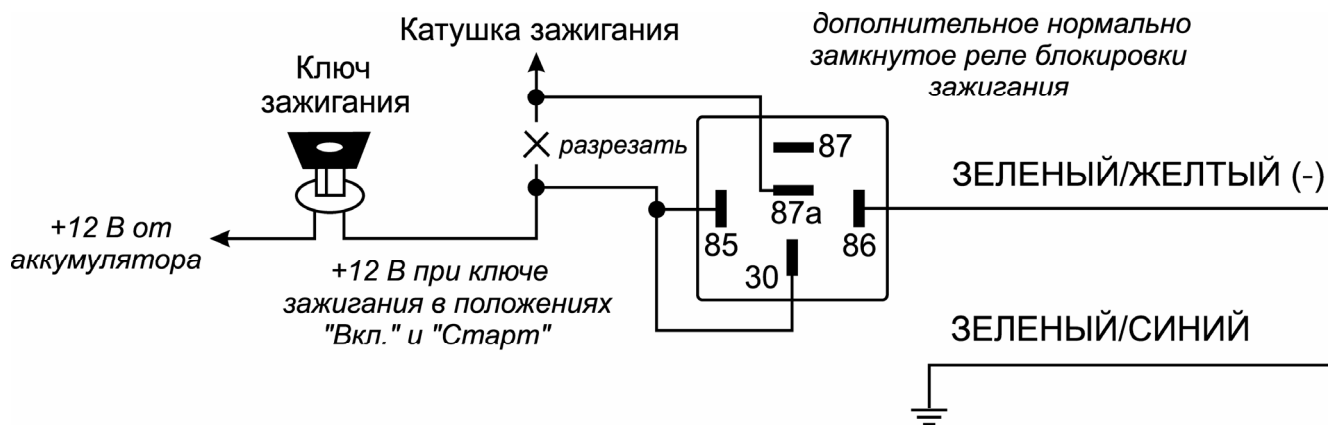 Катушка зажигания
дополнительное нормально
замкнутое реле блокировки
зажигания
Ключ
зажигания
разрезать
87
ЗЕЛЕНЫЙ/ЖЕЛТЫЙ (-)
87а
85
86
+12 В от
аккумулятора
30
+12 В при ключе
зажигания в положениях
"Вкл." и "Старт"
ЗЕЛЕНЫЙ/СИНИЙ